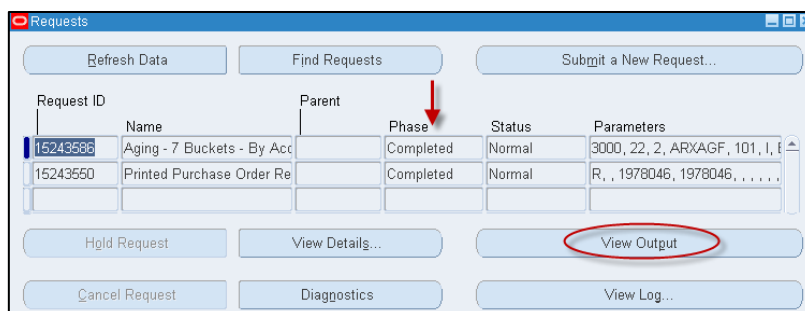 Requests
Refresh Data Find Requests Submit a New Request...
Request ID Parent
Name Phase Status Parameters
15243586 Aging - 7 Buckets - By Acc Completed Normal 3000, 22, 2, ARXAGF, 101, I, E
15243550 Printed Purchase Order Re Completed Normal R, , 1978046, 1978046, , , , , ,
Hold Request View Details... View Output
Cancel Request Diagnostics View Log...